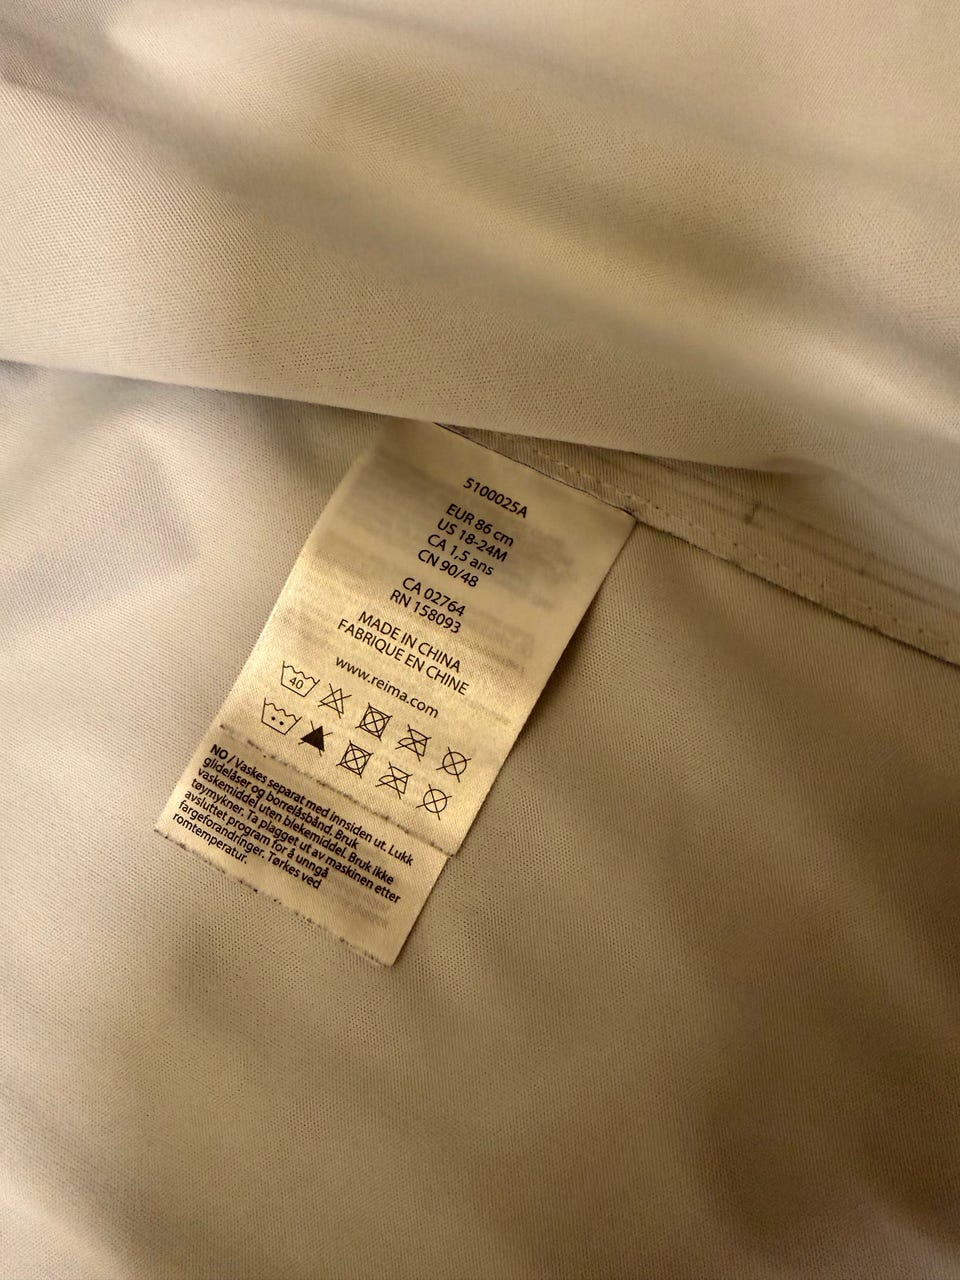 5100025A
EUR 86 cm
US 18-24M
CA 1,5 ans
CN 90/48
CA 02764
RN 158093
MADE IN CHINA
FABRIQUE EN CHINE
www.reima.com
40
NO / Vaskes separat med innsiden ut. Lukk
glidelåser og borrelåsbånd. Bruk
vaskemiddel uten blekemiddel. Bruk ikke
tøymykner. Ta plagget ut av maskinen etter
avsluttet program for å unngå
fargeforandringer. Tørkes ved
romtemperatur.